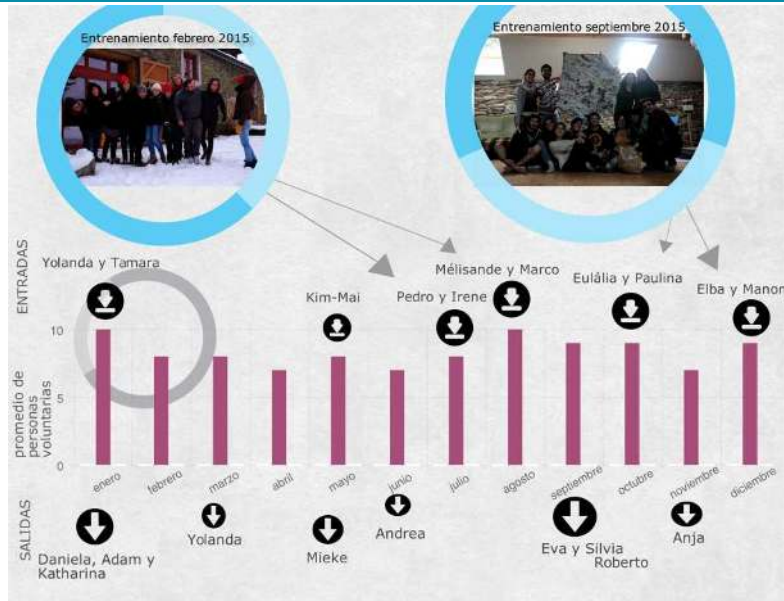 Entrenamiento febrero 2015
Entrenamiento septiembre 2015
ENTRADAS
Yolanda y Tamara
Kim-Mai
Pedro y Irene
Mélisande y Marco
Eulâlia y Paulina
Elba y Manon
promedio de
personas
voluntarias
10
5
0
enero
febrero
marzo
abril
mayo
junio
julio
agosto
septiembre
octubre
noviembre
diciembre
SALIDAS
Daniela, Adam y
Katharina
Yolanda
Mieke
Andrea
Eva y Silvia
Roberto
Anja